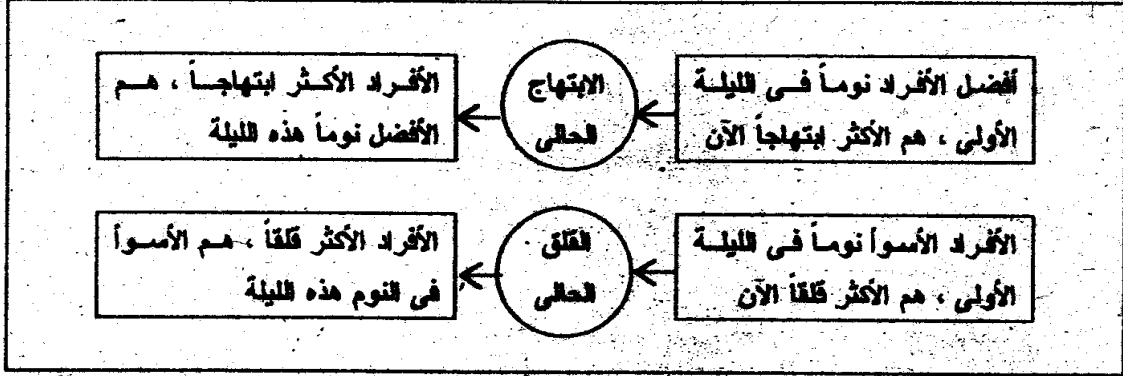 أفضل الأفراد نوماً فى الليلة
الأولى ، هم الأكثر ابتهاجاً الآن
الابتهاج
الحالى
الأفراد الأكثر ابتهاجاً ، هم
الأفضل نوماً هذه الليلة
الأفراد الأسوأ نوماً فى الليلة
الأولى ، هم الأكثر قلقاً الآن
القلق
الحالى
الأفراد الأكثر قلقاً ، هم الأسوأ
فى النوم هذه الليلة